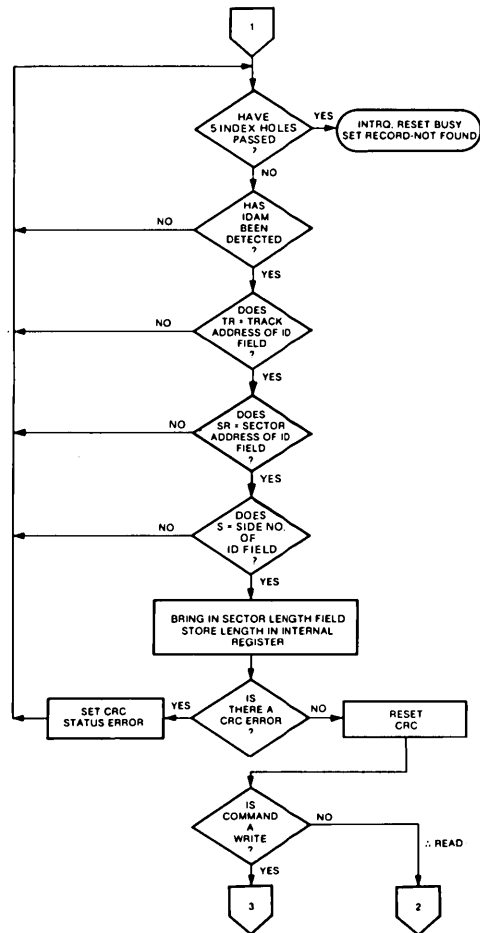 1
HAVE
5 INDEX HOLES
PASSED
?
YES
INTRQ. RESET BUSY
SET RECORD-NOT FOUND
NO
HAS
IDAM
BEEN
DETECTED
?
NO
YES
DOES
TR = TRACK
ADDRESS OF ID
FIELD
?
NO
YES
DOES
SR = SECTOR
ADDRESS OF ID
FIELD
?
NO
YES
DOES
S = SIDE NO.
OF
ID FIELD
?
NO
YES
BRING IN SECTOR LENGTH FIELD
STORE LENGTH IN INTERNAL
REGISTER
IS
THERE A
CRC ERROR
?
YES
SET CRC
STATUS ERROR
NO
RESET
CRC
IS
COMMAND
A
WRITE
?
NO
∴ READ
YES
3
2